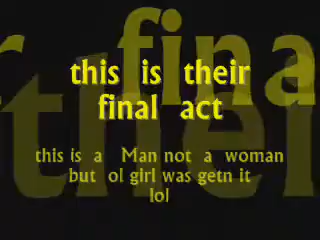 this is their
final act
this is a Man not a woman
but ol girl was getn it
lol